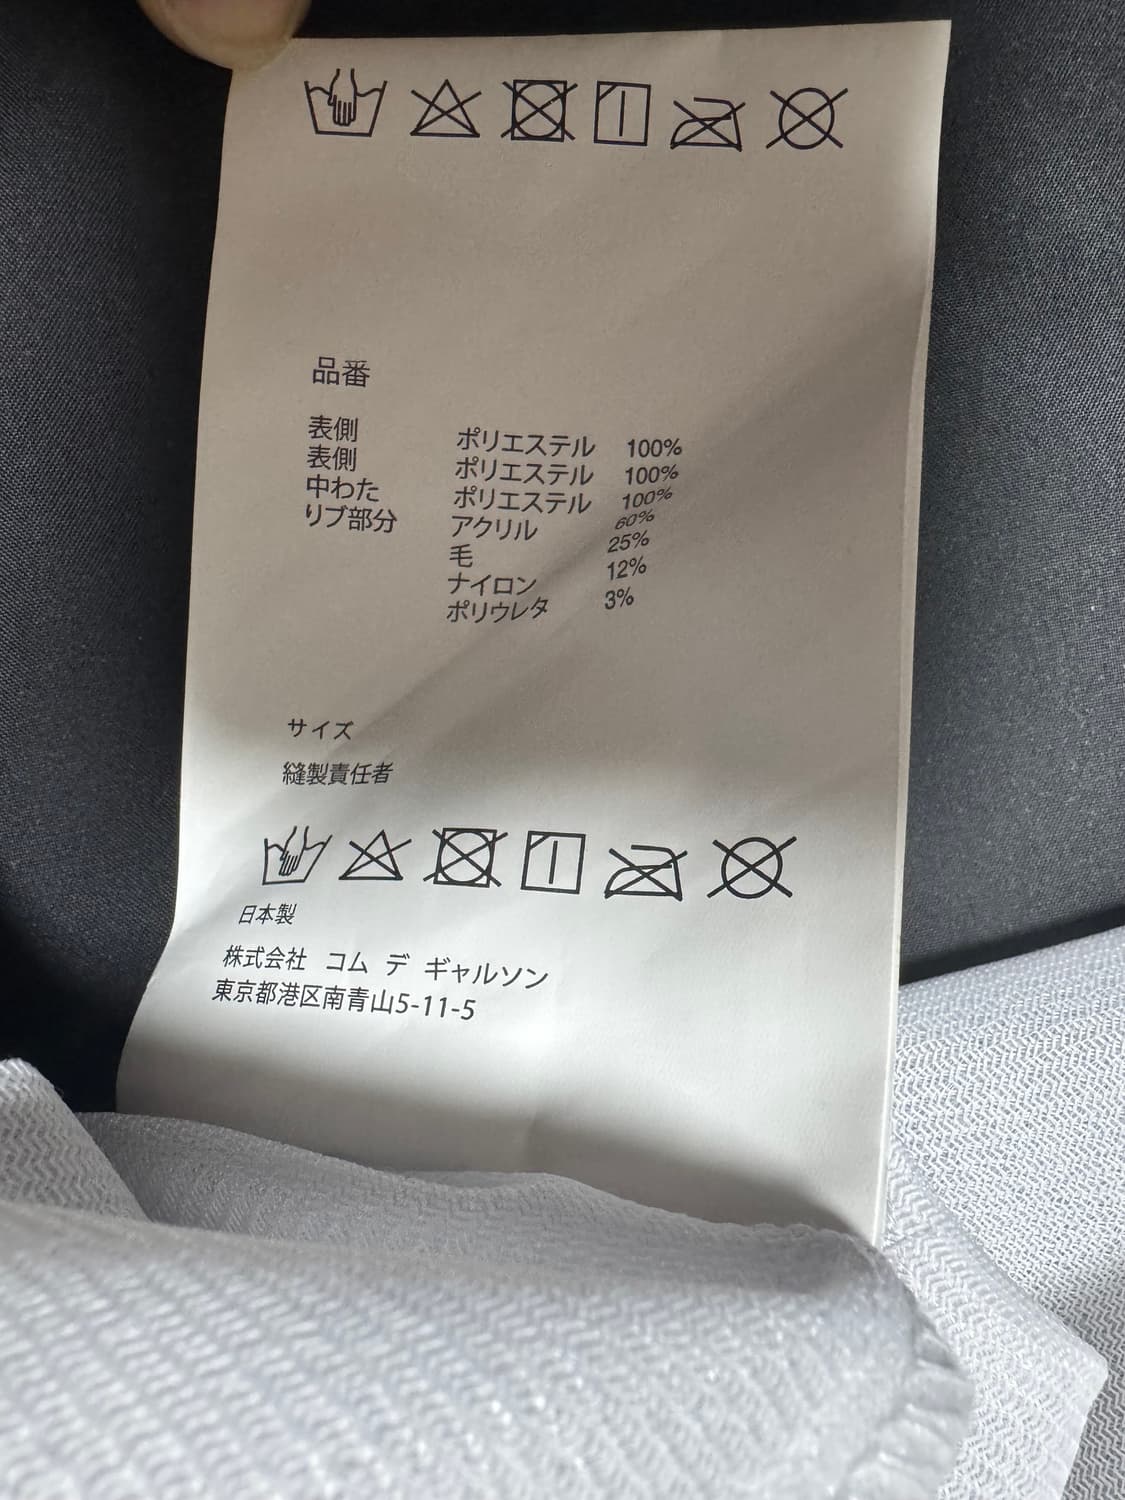 品番
表側 ポリエステル 100%
表側 ポリエステル 100%
中わた ポリエステル 100%
リブ部分 アクリル 60%
毛 25%
ナイロン 12%
ポリウレタ 3%
サイズ
縫製責任者
日本製
株式会社 コム デ ギャルソン
東京都港区南青山5-11-5